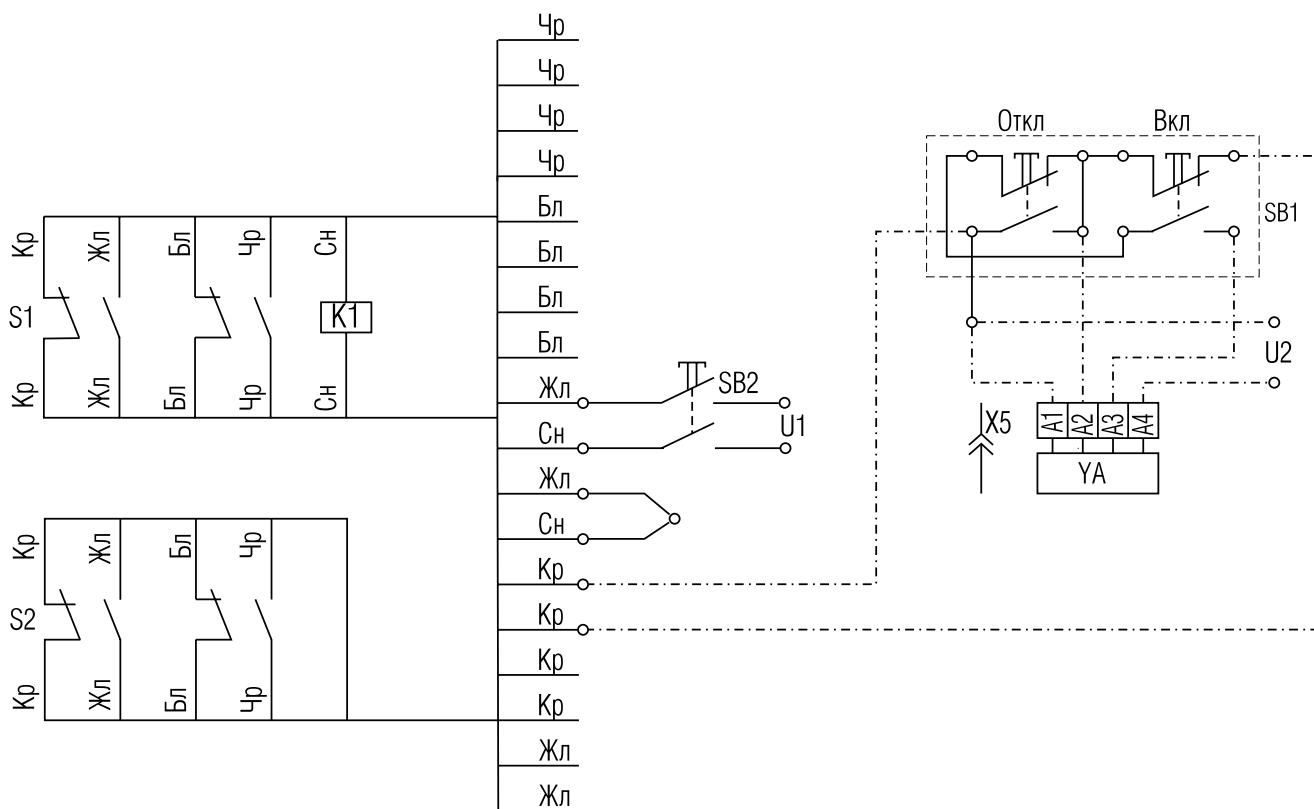 Чр
Чр
Чр
Чр
Бл
Бл
Бл
Бл
Жл
Сн
Жл
Сн
Кр
Кр
Кр
Кр
Жл
Жл
Кр Жл Бл Чр Сн
S1 K1
Кр Жл Бл Чр Сн
Кр Жл Бл Чр
S2
Кр Жл Бл Чр
SB2
U1
Откл Вкл
SB1
U2
X5 A1 A2 A3 A4
YA